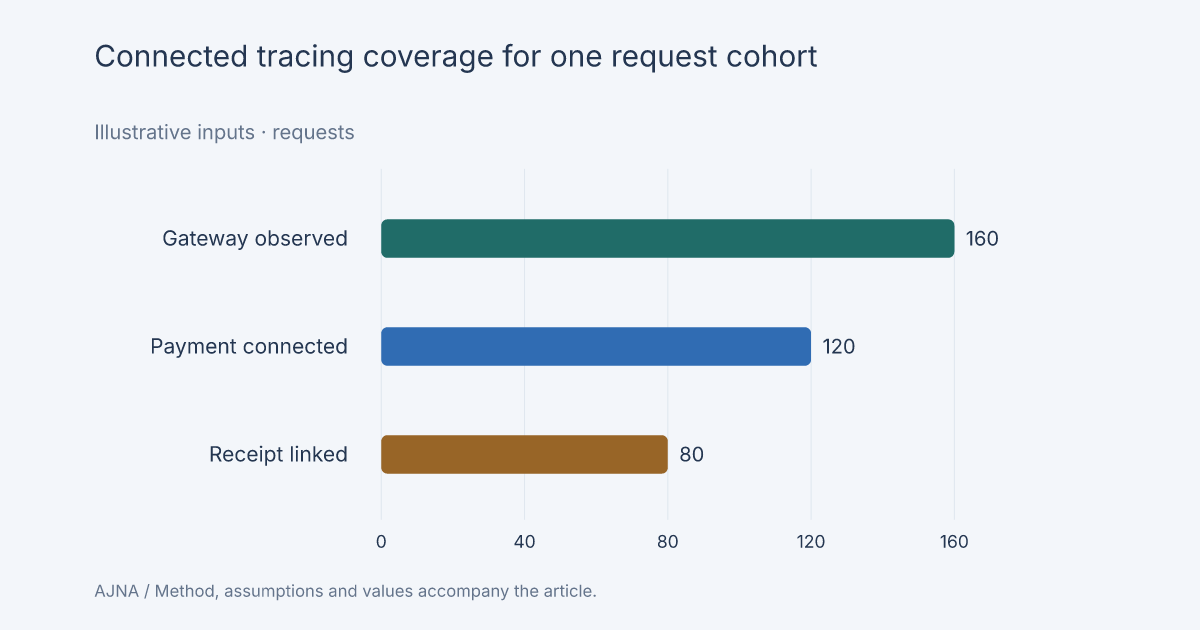 Connected tracing coverage for one request cohort
Illustrative inputs · requests
Gateway observed 160
Payment connected 120
Receipt linked 80
0 40 80 120 160
AJNA / Method, assumptions and values accompany the article.